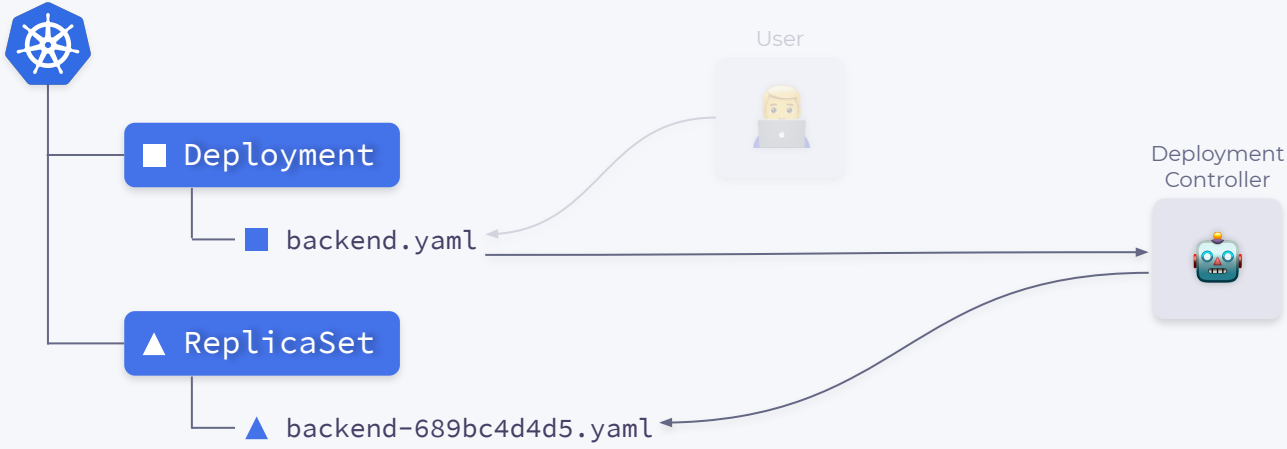 User
Deployment
Deployment
Controller
backend.yaml
ReplicaSet
backend-689bc4d4d5.yaml